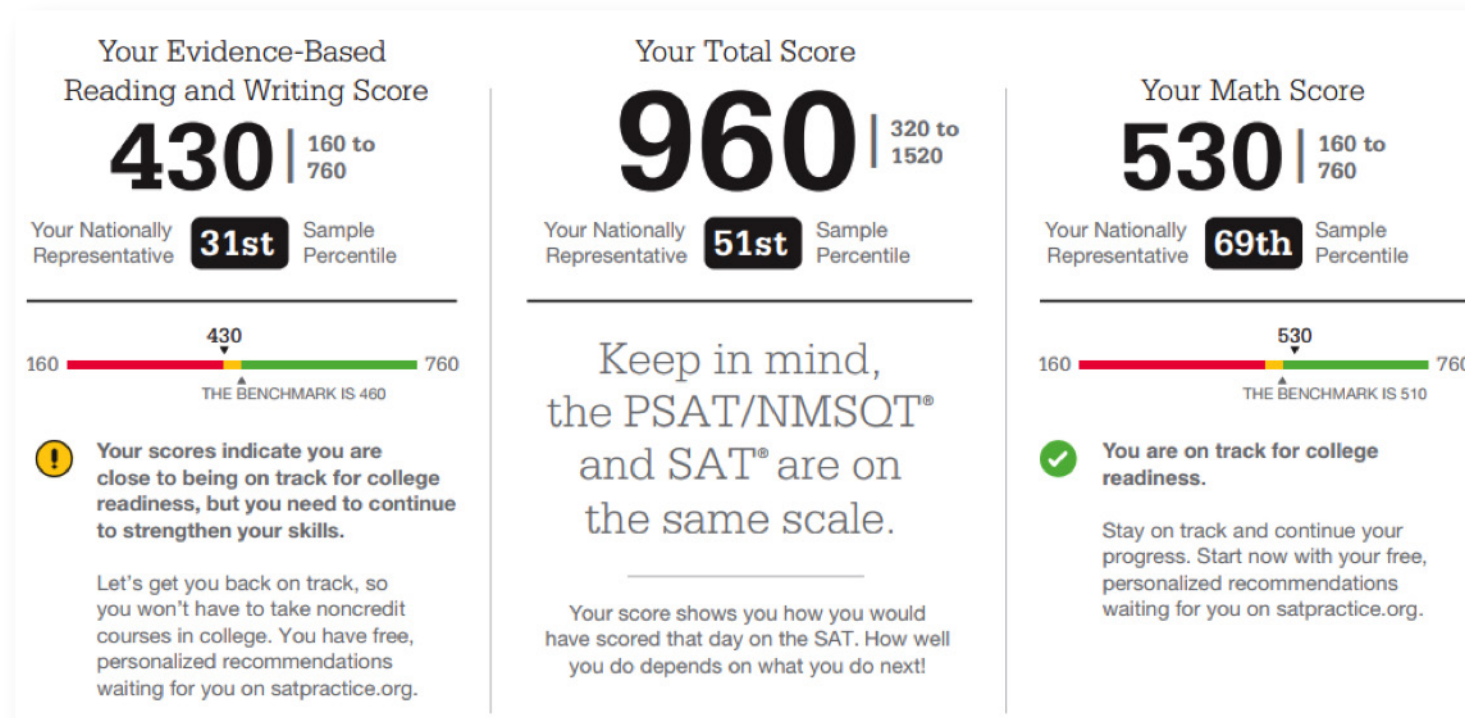 Your Evidence-Based
Reading and Writing Score
430
160 to
760
Your Nationally
Representative
31st
Sample
Percentile
430
160
760
THE BENCHMARK IS 460
!
Your scores indicate you are
close to being on track for college
readiness, but you need to continue
to strengthen your skills.
Let's get you back on track, so
you won't have to take noncredit
courses in college. You have free,
personalized recommendations
waiting for you on satpractice.org.
Your Total Score
960
320 to
1520
Your Nationally
Representative
51st
Sample
Percentile
Keep in mind,
the PSAT/NMSQT®
and SAT® are on
the same scale.
Your score shows you how you would
have scored that day on the SAT. How well
you do depends on what you do next!
Your Math Score
530
160 to
760
Your Nationally
Representative
69th
Sample
Percentile
530
160
760
THE BENCHMARK IS 510
You are on track for college
readiness.
Stay on track and continue your
progress. Start now with your free,
personalized recommendations
waiting for you on satpractice.org.